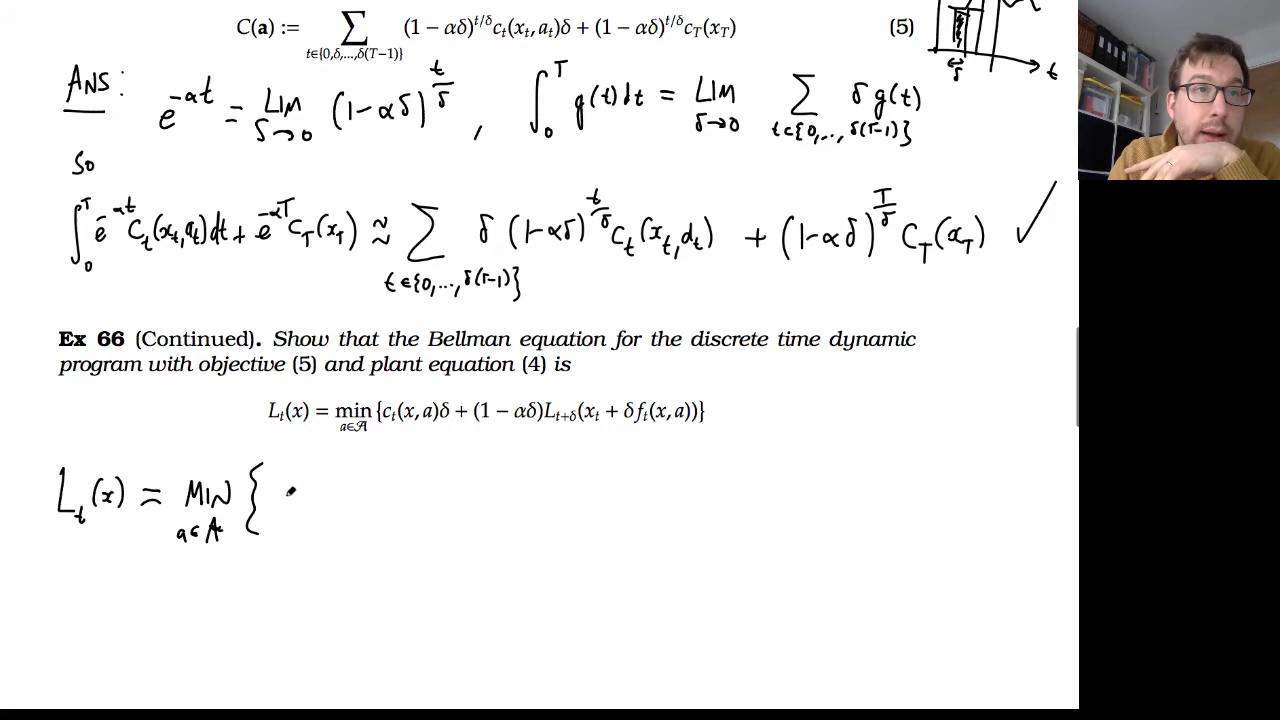 C(a) := ∑_{t∈{0,δ,...,δ(T−1)}} (1 − αδ)^{t/δ} c_t(x_t, a_t)δ + (1 − αδ)^{t/δ} c_T(x_T) (5)
δ t
ANS: e^{-αt} = LIM_{δ→0} (1-αδ)^{t/δ} , ∫_0^T g(t)dt = LIM_{δ→0} ∑_{t∈{0,..., δ(T-1)}} δ g(t)
So
∫_0^T e^{-αt} C_t(x_t,a_t)dt + e^{-αT} C_T(x_T) ≈ ∑_{t∈{0,...,δ(T-1)}} δ (1-αδ)^{t/δ} C_t(x_t,a_t) + (1-αδ)^{T/δ} C_T(x_T) ✓
Ex 66 (Continued). Show that the Bellman equation for the discrete time dynamic
program with objective (5) and plant equation (4) is
L_t(x) = min_{a∈𝒜} {c_t(x, a)δ + (1 − αδ)L_{t+δ}(x_t + δf_t(x, a))}
L_t(x) = MIN_{a∈A} {